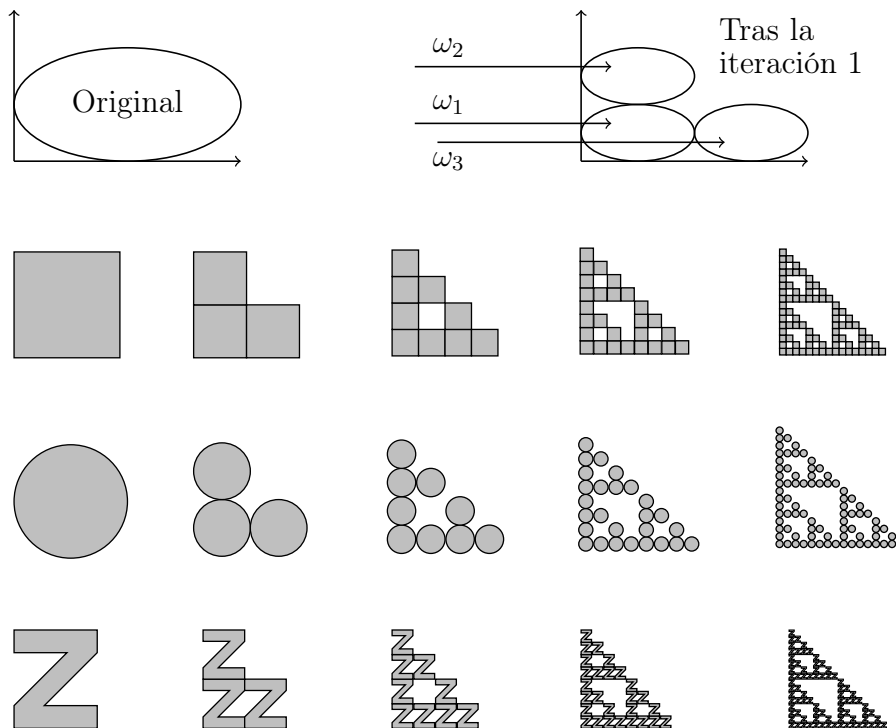 Original
Tras la
iteración 1
ω₂
ω₁
ω₃